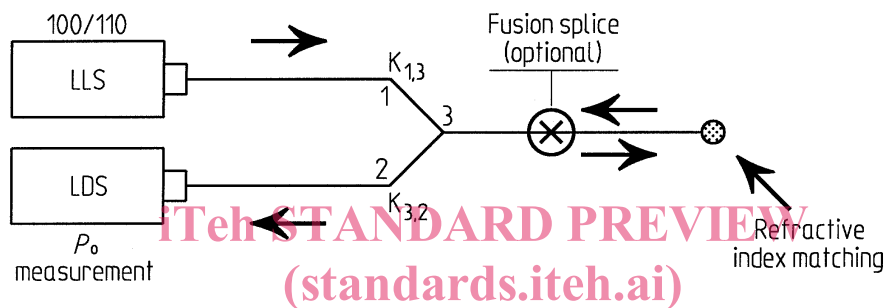 100/110
LLS
K1,3
1
Fusion splice
(optional)
3
LDS
2
K3,2
P0
measurement
Refractive
index matching
iTeh STANDARD PREVIEW
(standards.iteh.ai)